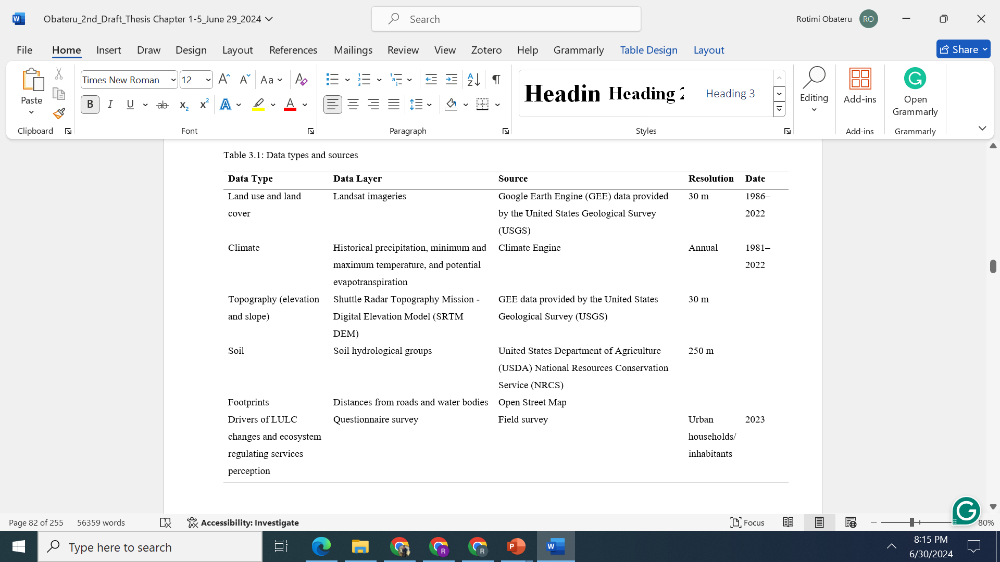 Obateru_2nd_Draft_Thesis Chapter 1-5_June 29_2024
Search
Rotimi Obateru
RO
File
Home
Insert
Draw
Design
Layout
References
Mailings
Review
View
Zotero
Help
Grammarly
Table Design
Layout
Share
Paste
Clipboard
Times New Roman
12
Aa
B I U ab x₂ x²
A
A
Font
Paragraph
Headin
Heading 2
Heading 3
Styles
Editing
Add-ins
Add-ins
Open
Grammarly
Grammarly
Table 3.1: Data types and sources
Data Type Data Layer Source Resolution Date
Land use and land Landsat imageries Google Earth Engine (GEE) data provided 30 m 1986–
cover by the United States Geological Survey 2022
(USGS)
Climate Historical precipitation, minimum and Climate Engine Annual 1981–
maximum temperature, and potential 2022
evapotranspiration
Topography (elevation Shuttle Radar Topography Mission - GEE data provided by the United States 30 m
and slope) Digital Elevation Model (SRTM Geological Survey (USGS)
DEM)
Soil Soil hydrological groups United States Department of Agriculture 250 m
(USDA) National Resources Conservation
Service (NRCS)
Footprints Distances from roads and water bodies Open Street Map
Drivers of LULC Questionnaire survey Field survey Urban 2023
changes and ecosystem households/
regulating services inhabitants
perception
Page 82 of 255
56359 words
Accessibility: Investigate
Focus
80%
Type here to search
8:15 PM
6/30/2024